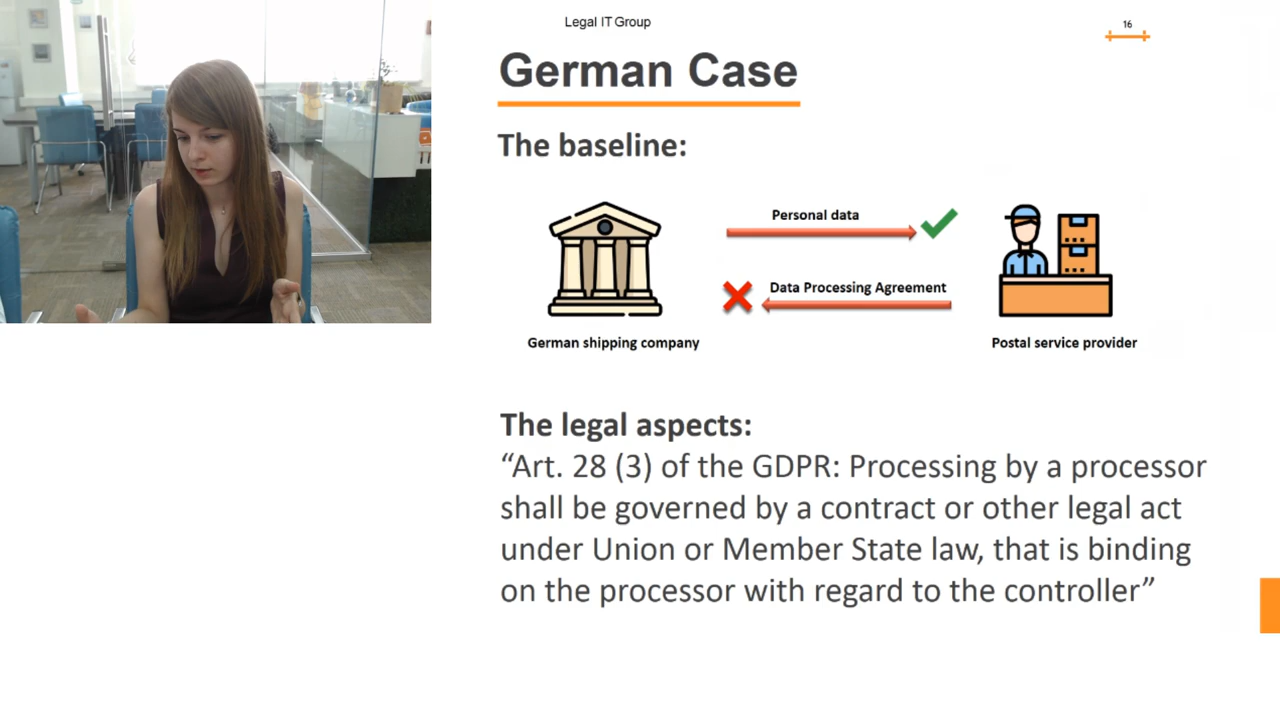 Legal IT Group
16
German Case
The baseline:
Personal data
Data Processing Agreement
German shipping company
Postal service provider
The legal aspects:
“Art. 28 (3) of the GDPR: Processing by a processor
shall be governed by a contract or other legal act
under Union or Member State law, that is binding
on the processor with regard to the controller”